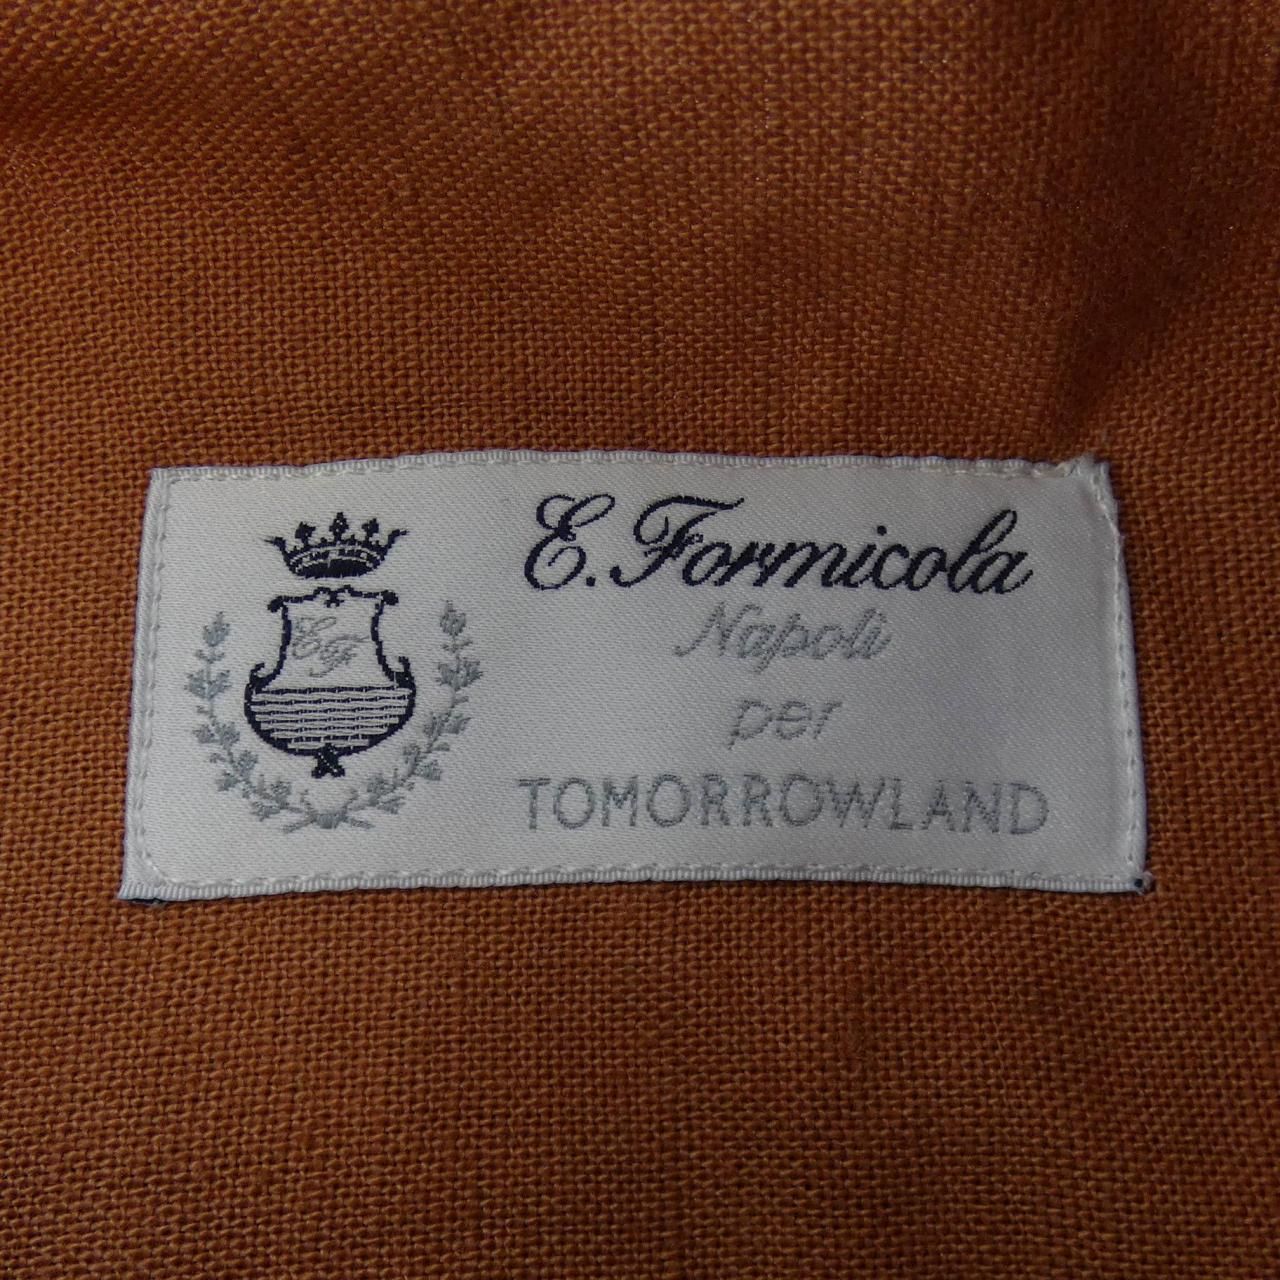 E F
E. Formicola
Napoli
per
TOMORROWLAND